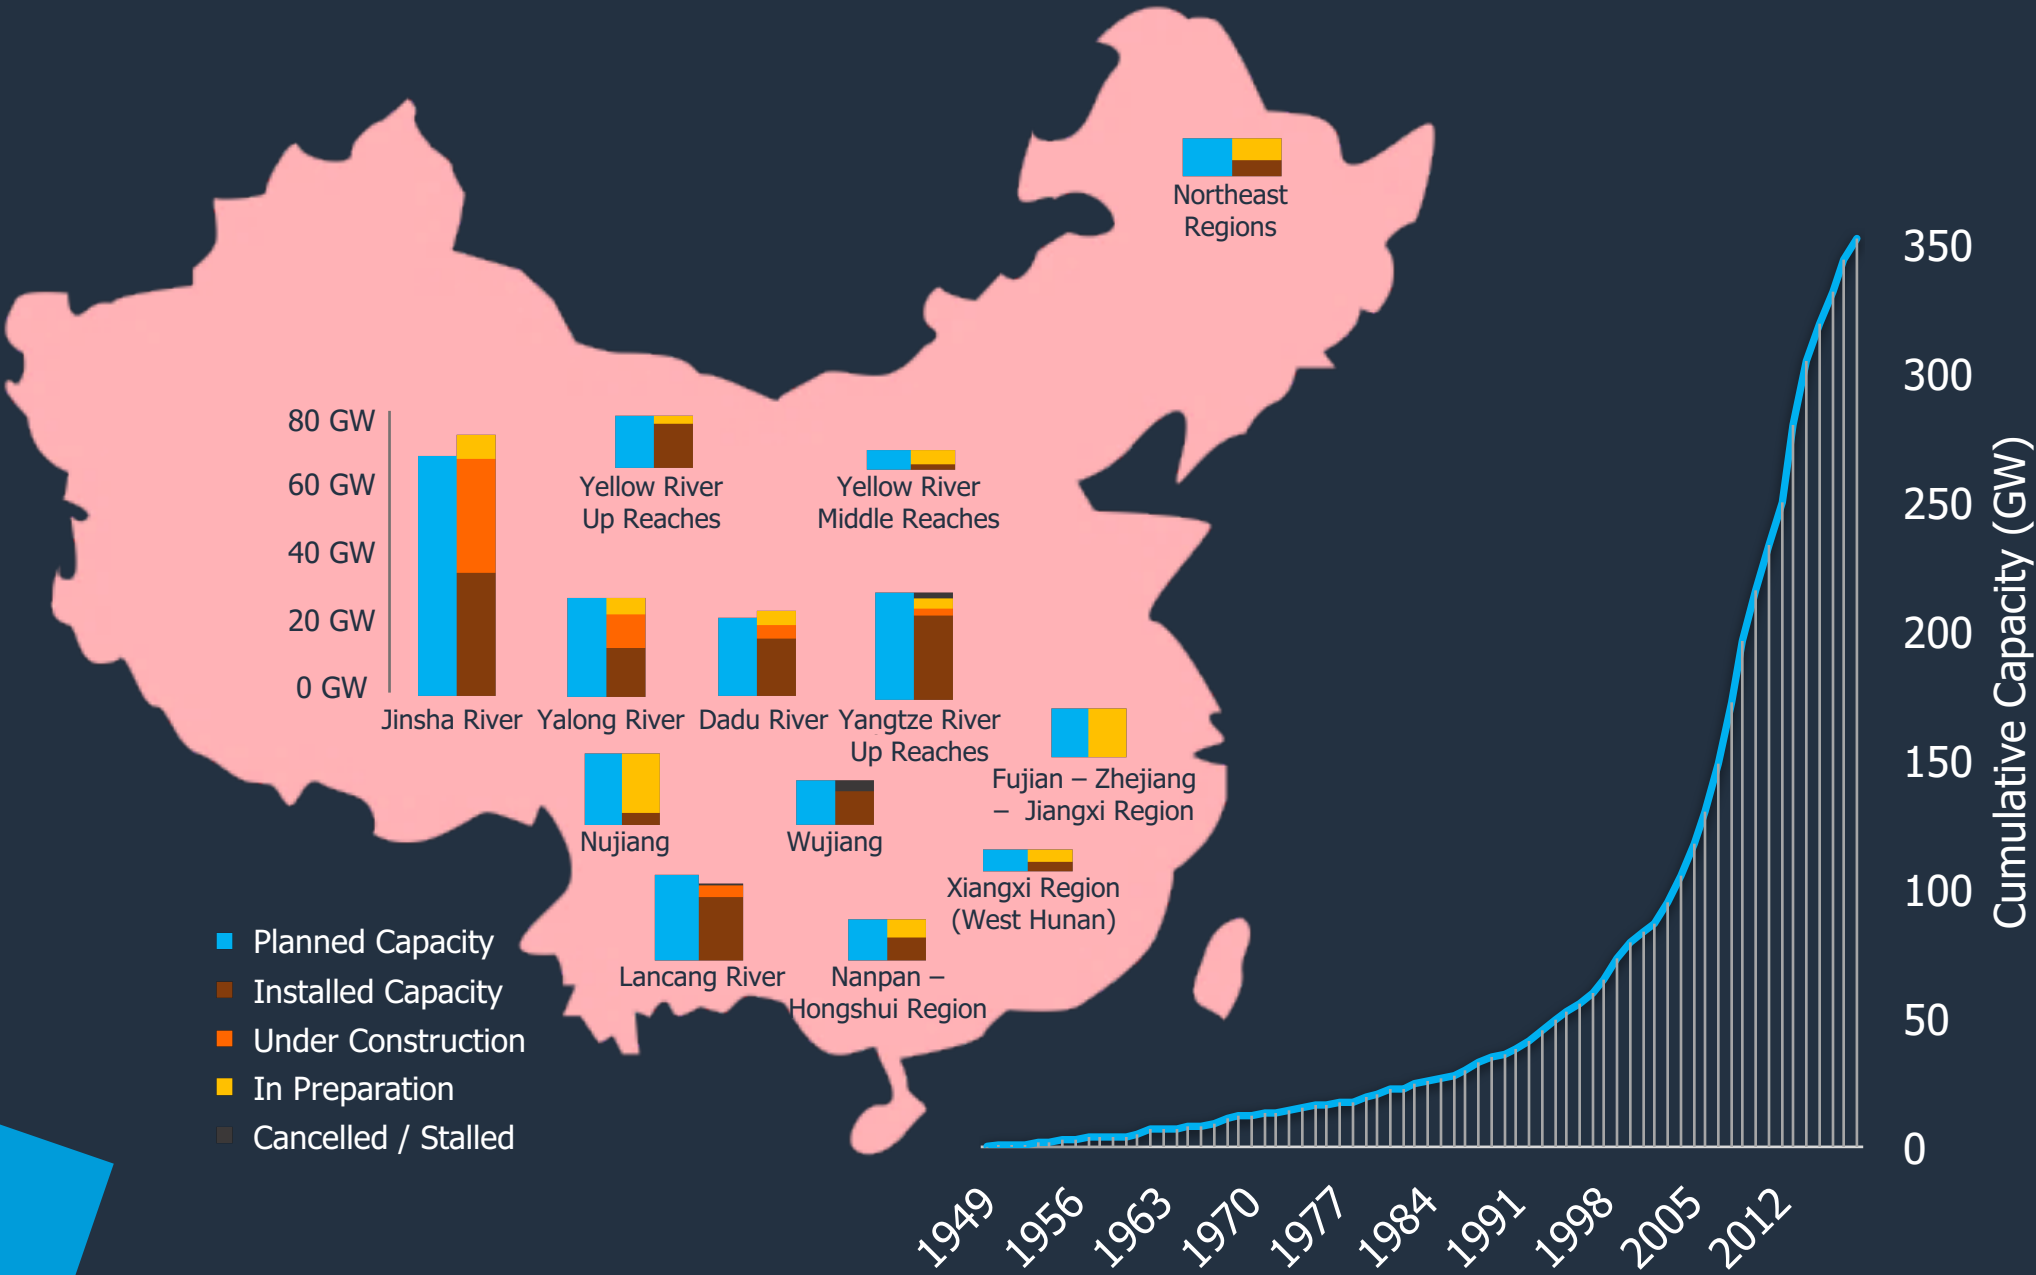 Northeast
Regions
80 GW
60 GW
40 GW
20 GW
0 GW
Yellow River
Up Reaches
Yellow River
Middle Reaches
Jinsha River
Yalong River
Dadu River
Yangtze River
Up Reaches
Fujian – Zhejiang
– Jiangxi Region
Nujiang
Wujiang
Xiangxi Region
(West Hunan)
Lancang River
Nanpan –
Hongshui Region
Planned Capacity
Installed Capacity
Under Construction
In Preparation
Cancelled / Stalled
350
300
250
200
150
100
50
0
Cumulative Capacity (GW)
1949
1956
1963
1970
1977
1984
1991
1998
2005
2012